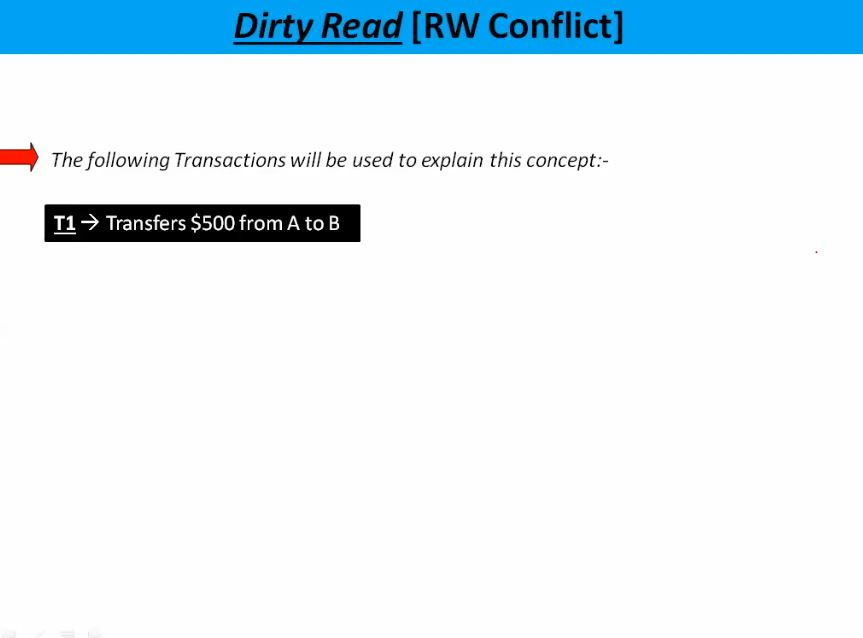 Dirty Read [RW Conflict]
The following Transactions will be used to explain this concept:-
T1 → Transfers $500 from A to B